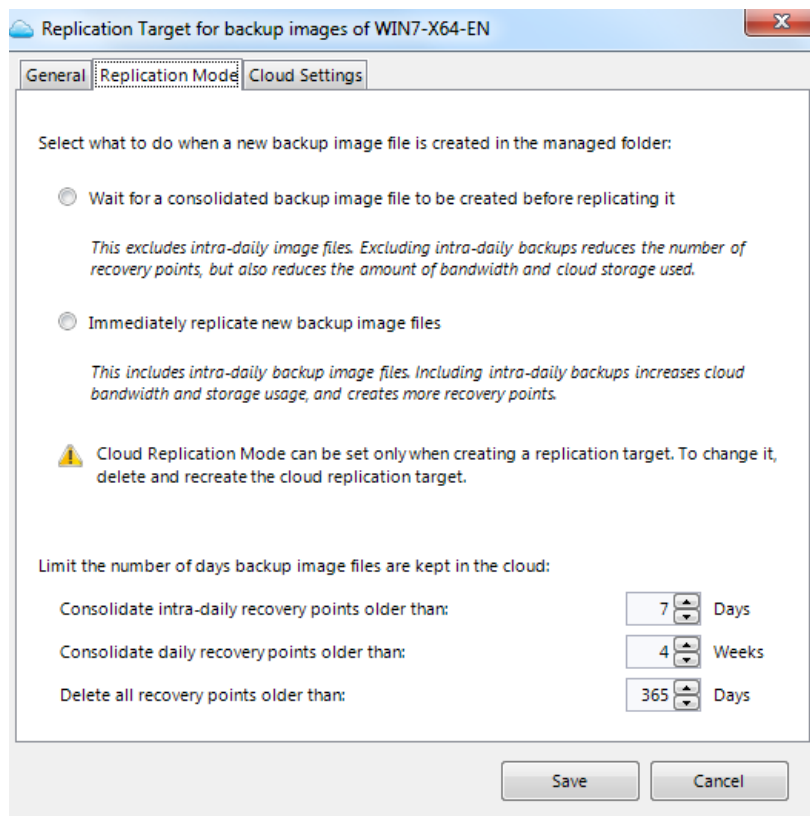 Replication Target for backup images of WIN7-X64-EN
General Replication Mode Cloud Settings
Select what to do when a new backup image file is created in the managed folder:
Wait for a consolidated backup image file to be created before replicating it
This excludes intra-daily image files. Excluding intra-daily backups reduces the number of
recovery points, but also reduces the amount of bandwidth and cloud storage used.
Immediately replicate new backup image files
This includes intra-daily backup image files. Including intra-daily backups increases cloud
bandwidth and storage usage, and creates more recovery points.
Cloud Replication Mode can be set only when creating a replication target. To change it,
delete and recreate the cloud replication target.
Limit the number of days backup image files are kept in the cloud:
Consolidate intra-daily recovery points older than: 7 Days
Consolidate daily recovery points older than: 4 Weeks
Delete all recovery points older than: 365 Days
Save Cancel